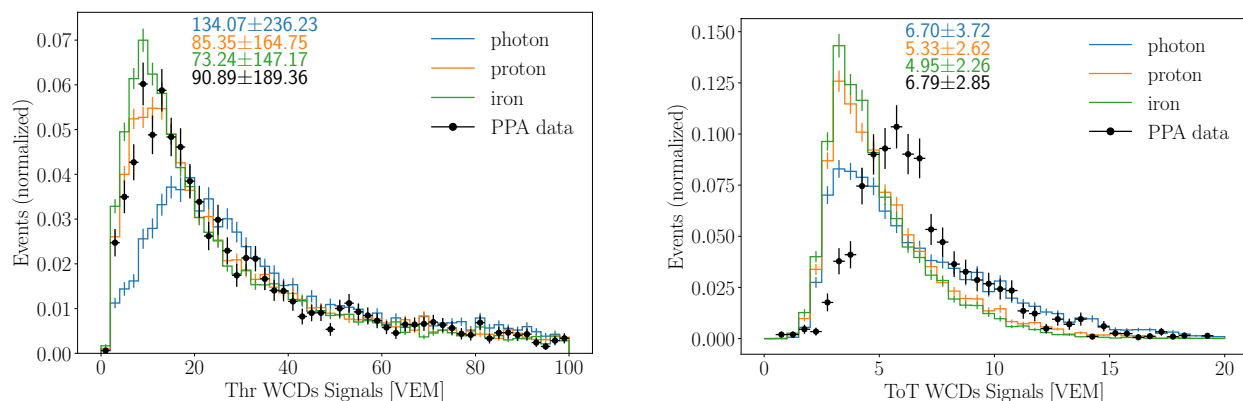 134.07±236.23
85.35±164.75
73.24±147.17
90.89±189.36
photon
proton
iron
PPA data
Events (normalized)
0.07
0.06
0.05
0.04
0.03
0.02
0.01
0.00
0 20 40 60 80 100
Thr WCDs Signals [VEM]
6.70±3.72
5.33±2.62
4.95±2.26
6.79±2.85
photon
proton
iron
PPA data
Events (normalized)
0.150
0.125
0.100
0.075
0.050
0.025
0.000
0 5 10 15 20
ToT WCDs Signals [VEM]